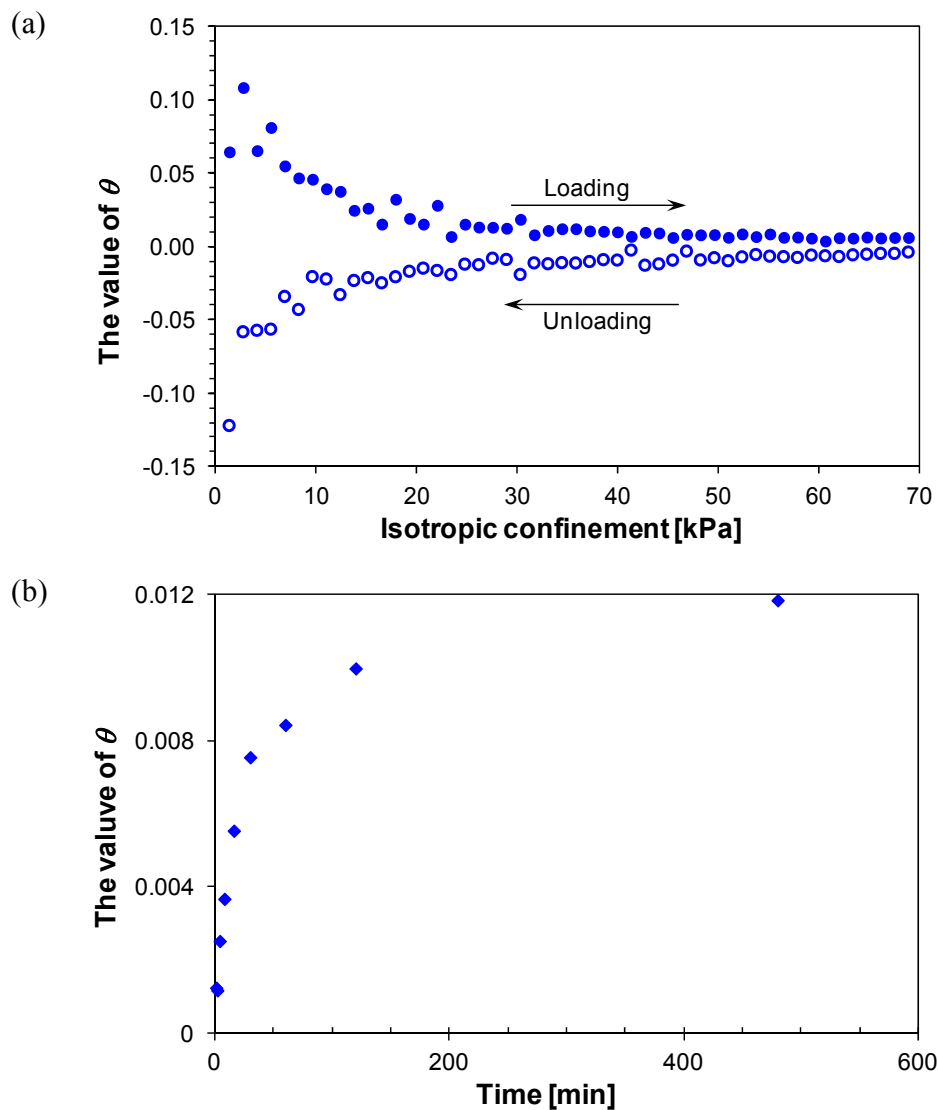 (a)
0.15
0.10
0.05
0.00
-0.05
-0.10
-0.15
The value of θ
Loading
Unloading
0 10 20 30 40 50 60 70
Isotropic confinement [kPa]
(b)
0.012
0.008
0.004
0
The valuve of θ
0 200 400 600
Time [min]